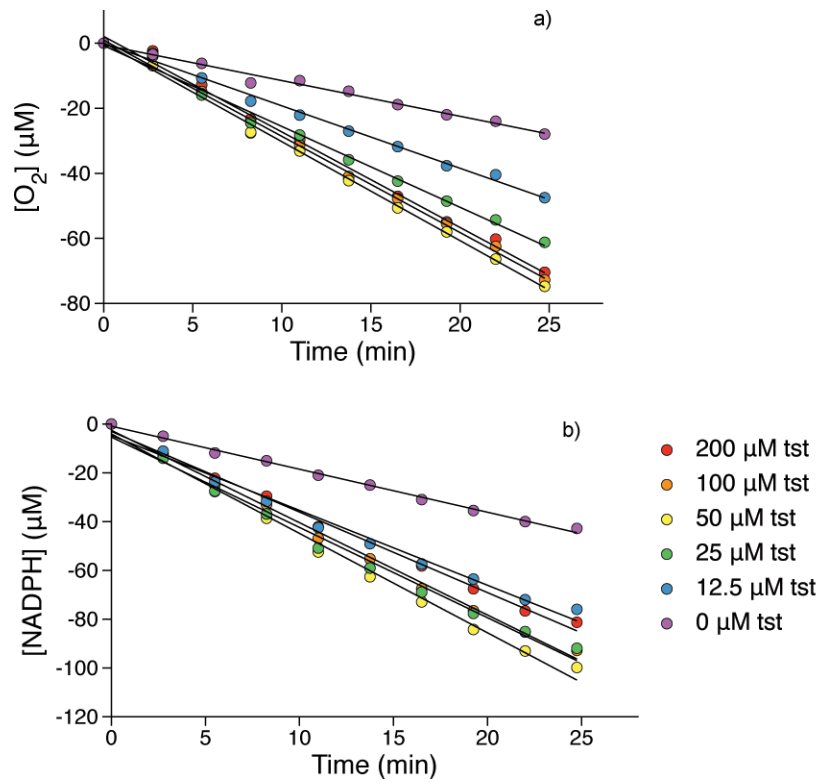 a)
0
-20
-40
-60
-80
[O2] (µM)
0 5 10 15 20 25
Time (min)
b)
0
-20
-40
-60
-80
-100
-120
[NADPH] (µM)
0 5 10 15 20 25
Time (min)
200 µM tst
100 µM tst
50 µM tst
25 µM tst
12.5 µM tst
0 µM tst